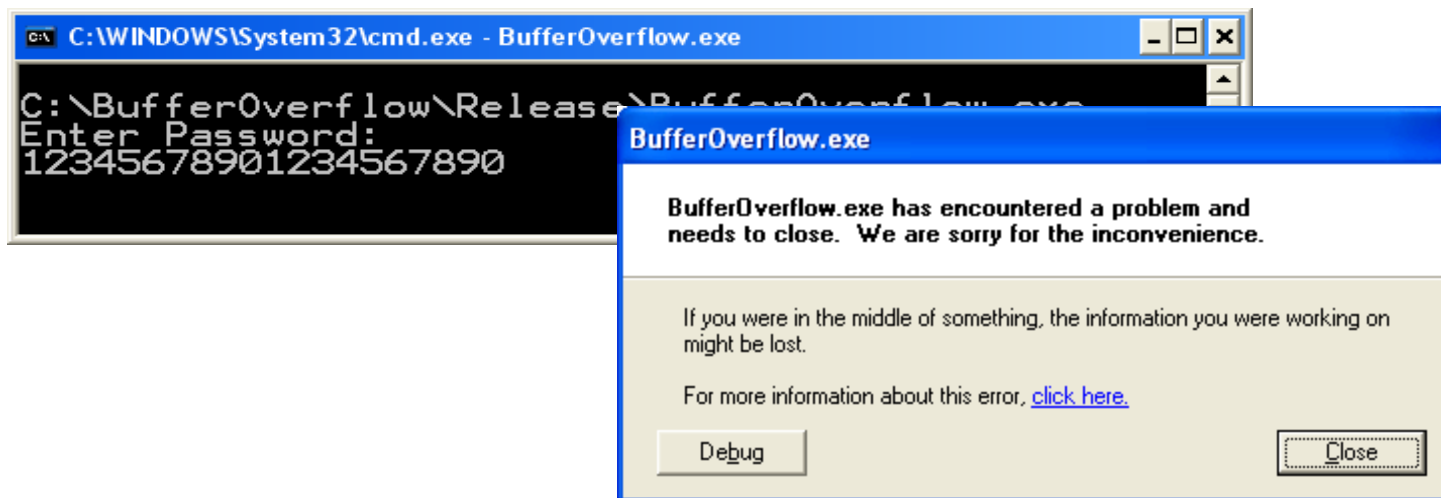 C:\WINDOWS\System32\cmd.exe - BufferOverflow.exe
C:\BufferOverflow\Release>BufferOverflow.exe
Enter Password:
12345678901234567890
BufferOverflow.exe
BufferOverflow.exe has encountered a problem and
needs to close.  We are sorry for the inconvenience.
If you were in the middle of something, the information you were working on
might be lost.
For more information about this error, click here.
Debug
Close